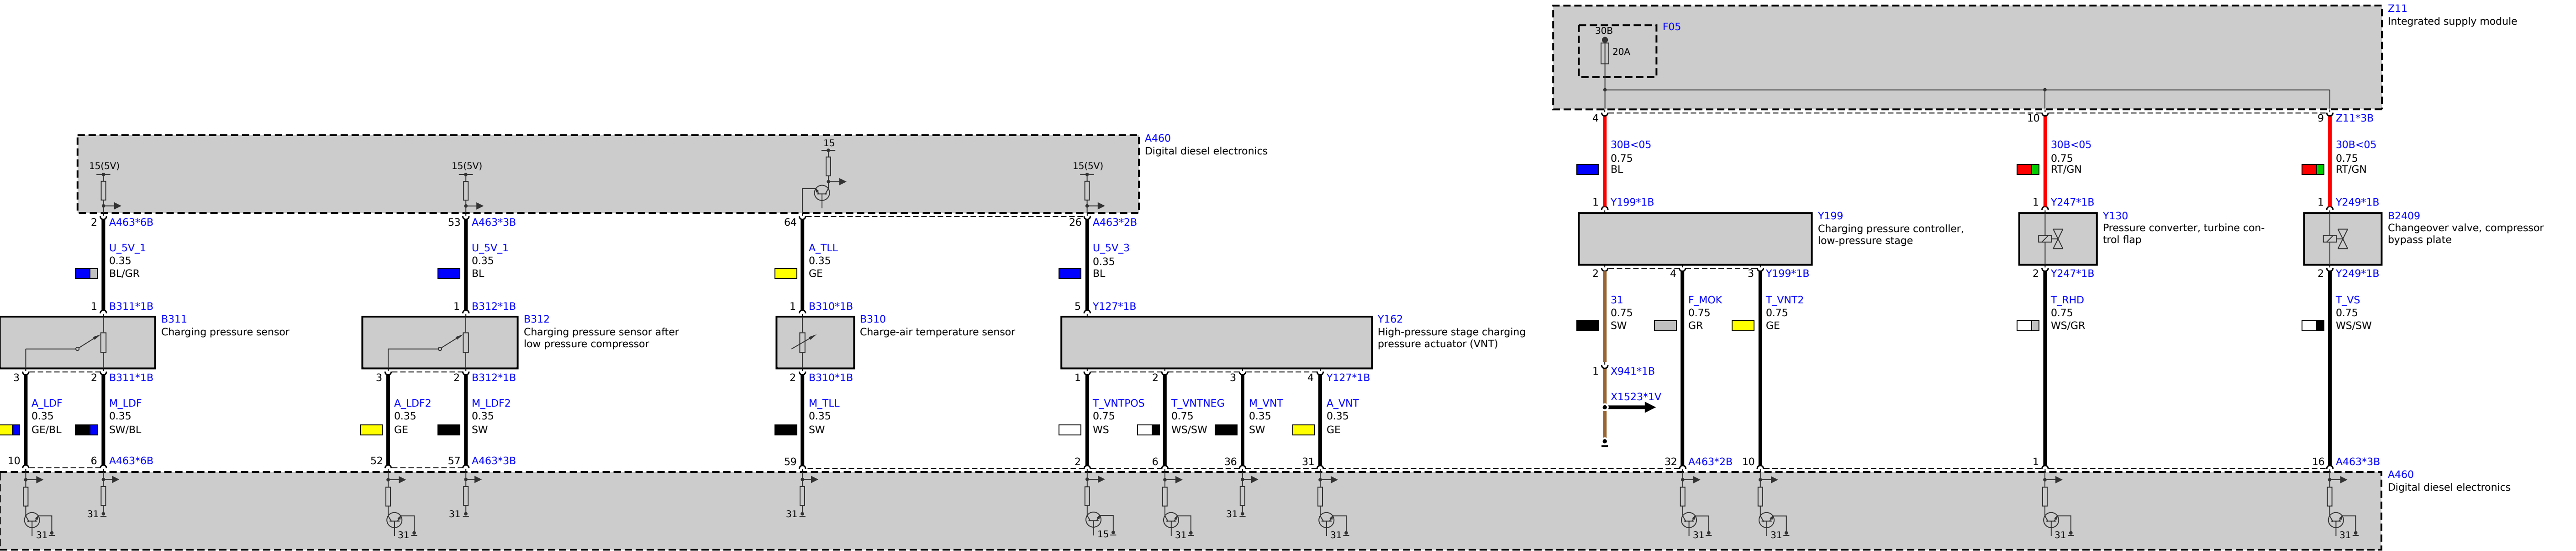 Z11
Integrated supply module
30B
F05
20A
4
10
9
Z11*3B
30B<05
0.75
BL
30B<05
0.75
RT/GN
30B<05
0.75
RT/GN
A460
Digital diesel electronics
15
15(5V)
15(5V)
15(5V)
1
Y199*1B
1
Y247*1B
1
Y249*1B
2
A463*6B
53
A463*3B
64
26
A463*2B
Y199
Charging pressure controller,
low-pressure stage
Y130
Pressure converter, turbine con-
trol flap
B2409
Changeover valve, compressor
bypass plate
U_5V_1
0.35
BL/GR
U_5V_1
0.35
BL
A_TLL
0.35
GE
U_5V_3
0.35
BL
2
4
3
Y199*1B
2
Y247*1B
2
Y249*1B
1
B311*1B
1
B312*1B
1
B310*1B
5
Y127*1B
31
0.75
SW
F_MOK
0.75
GR
T_VNT2
0.75
GE
T_RHD
0.75
WS/GR
T_VS
0.75
WS/SW
B311
Charging pressure sensor
B312
Charging pressure sensor after
low pressure compressor
B310
Charge-air temperature sensor
Y162
High-pressure stage charging
pressure actuator (VNT)
3
2
B311*1B
3
2
B312*1B
2
B310*1B
1
2
3
4
Y127*1B
1
X941*1B
X1523*1V
A_LDF
0.35
GE/BL
M_LDF
0.35
SW/BL
A_LDF2
0.35
GE
M_LDF2
0.35
SW
M_TLL
0.35
SW
T_VNTPOS
0.75
WS
T_VNTNEG
0.75
WS/SW
M_VNT
0.35
SW
A_VNT
0.35
GE
10
6
A463*6B
52
57
A463*3B
59
2
6
36
31
32
A463*2B
10
1
16
A463*3B
A460
Digital diesel electronics
31
31
31
31
31
15
31
31
31
31
31
31
31